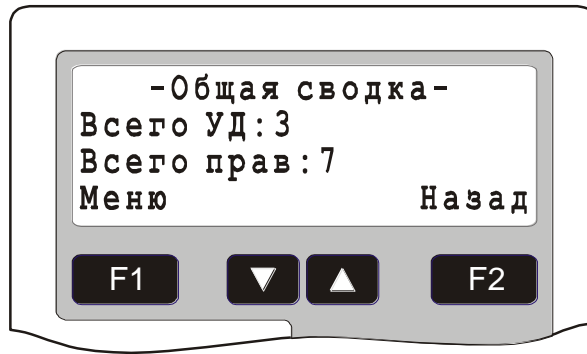 -Общая сводка-
Всего УД:3
Всего прав:7
Меню Назад
F1 F2